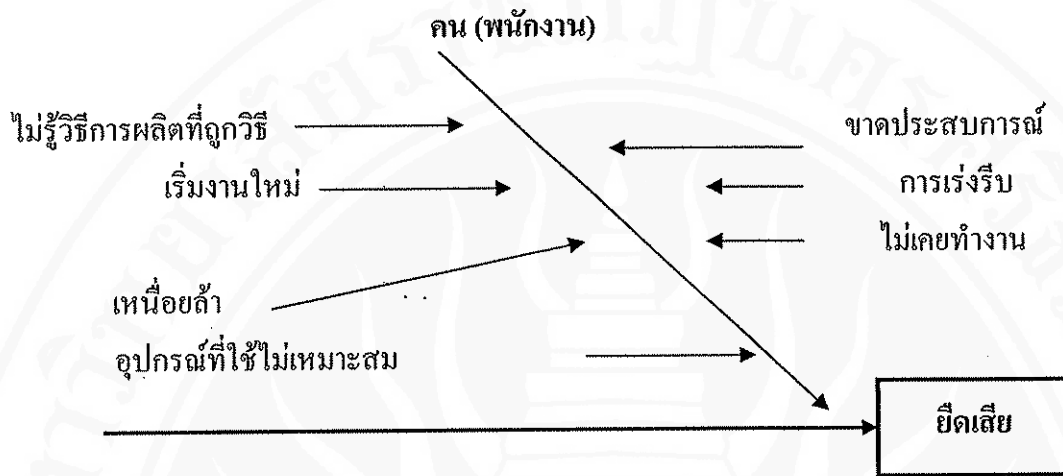 คน (พนักงาน)
ไม่รู้วิธีการผลิตที่ถูกวิธี
ขาดประสบการณ์
เริ่มงานใหม่
การเร่งรีบ
ไม่เคยทำงาน
เหนื่อยล้า
อุปกรณ์ที่ใช้ไม่เหมาะสม
ยึดเสีย